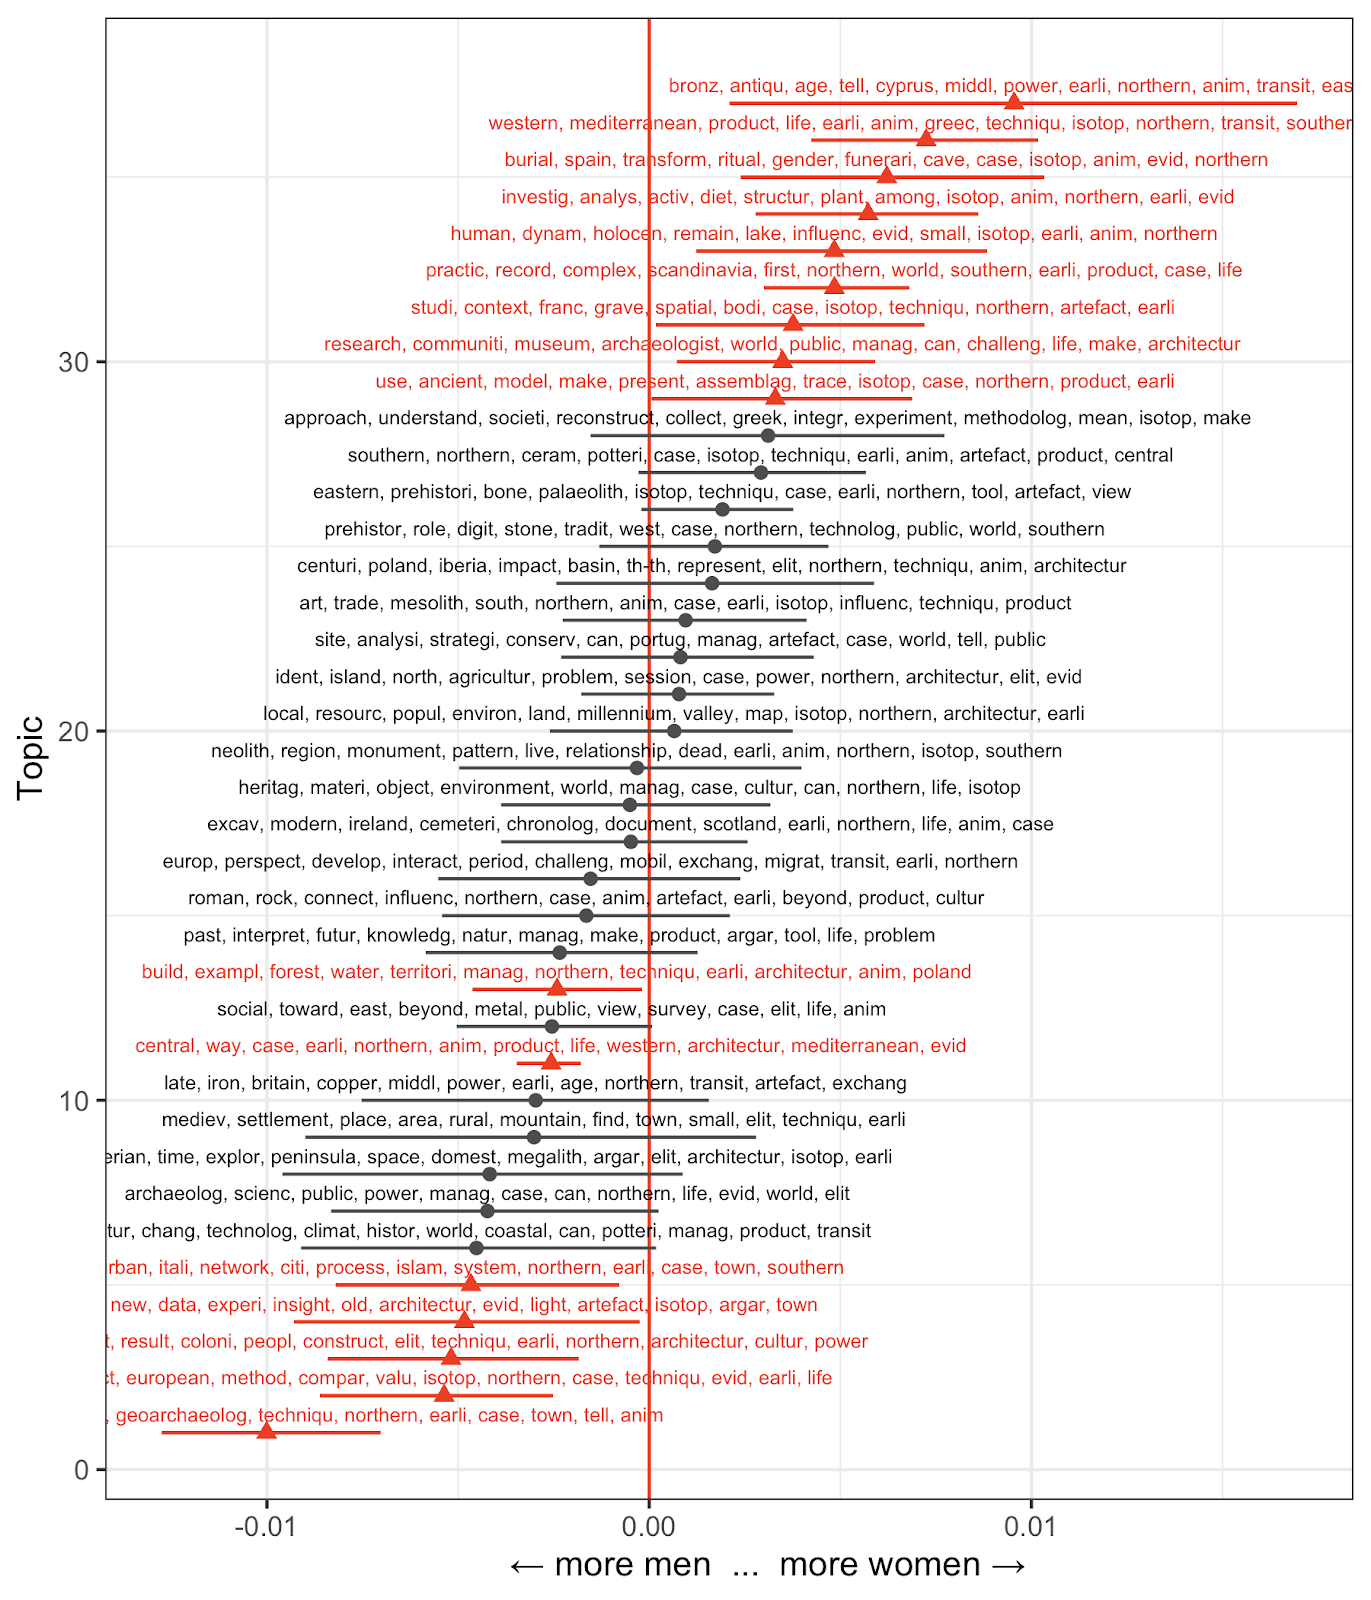 bronz, antiqu, age, tell, cyprus, middl, power, earli, northern, anim, transit, eas
western, mediterranean, product, life, earli, anim, greec, techniqu, isotop, northern, transit, souther
burial, spain, transform, ritual, gender, funerari, cave, case, isotop, anim, evid, northern
investig, analys, activ, diet, structur, plant, among, isotop, anim, northern, earli, evid
human, dynam, holocen, remain, lake, influenc, evid, small, isotop, earli, anim, northern
practic, record, complex, scandinavia, first, northern, world, southern, earli, product, case, life
studi, context, franc, grave, spatial, bodi, case, isotop, techniqu, northern, artefact, earli
research, communiti, museum, archaeologist, world, public, manag, can, challeng, life, make, architectur
30
use, ancient, model, make, present, assemblag, trace, isotop, case, northern, product, earli
approach, understand, societi, reconstruct, collect, greek, integr, experiment, methodolog, mean, isotop, make
southern, northern, ceram, potteri, case, isotop, techniqu, earli, anim, artefact, product, central
eastern, prehistori, bone, palaeolith, isotop, techniqu, case, earli, northern, tool, artefact, view
prehistor, role, digit, stone, tradit, west, case, northern, technolog, public, world, southern
centuri, poland, iberia, impact, basin, th-th, represent, elit, northern, techniqu, anim, architectur
art, trade, mesolith, south, northern, anim, case, earli, isotop, influenc, techniqu, product
site, analysi, strategi, conserv, can, portug, manag, artefact, case, world, tell, public
ident, island, north, agricultur, problem, session, case, power, northern, architectur, elit, evid
local, resourc, popul, environ, land, millennium, valley, map, isotop, northern, architectur, earli
20
Topic
neolith, region, monument, pattern, live, relationship, dead, earli, anim, northern, isotop, southern
heritag, materi, object, environment, world, manag, case, cultur, can, northern, life, isotop
excav, modern, ireland, cemeteri, chronolog, document, scotland, earli, northern, life, anim, case
europ, perspect, develop, interact, period, challeng, mobil, exchang, migrat, transit, earli, northern
roman, rock, connect, influenc, northern, case, anim, artefact, earli, beyond, product, cultur
past, interpret, futur, knowledg, natur, manag, make, product, argar, tool, life, problem
build, exampl, forest, water, territori, manag, northern, techniqu, earli, architectur, anim, poland
social, toward, east, beyond, metal, public, view, survey, case, elit, life, anim
central, way, case, earli, northern, anim, product, life, western, architectur, mediterranean, evid
late, iron, britain, copper, middl, power, earli, age, northern, transit, artefact, exchang
10
mediev, settlement, place, area, rural, mountain, find, town, small, elit, techniqu, earli
erian, time, explor, peninsula, space, domest, megalith, argar, elit, architectur, isotop, earli
archaeolog, scienc, public, power, manag, case, can, northern, life, evid, world, elit
tur, chang, technolog, climat, histor, world, coastal, can, potteri, manag, product, transit
rban, itali, network, citi, process, islam, system, northern, earli, case, town, southern
new, data, experi, insight, old, architectur, evid, light, artefact, isotop, argar, town
t, result, coloni, peopl, construct, elit, techniqu, earli, northern, architectur, cultur, power
ct, european, method, compar, valu, isotop, northern, case, techniqu, evid, earli, life
, geoarchaeolog, techniqu, northern, earli, case, town, tell, anim
0
-0.01 0.00 0.01
← more men ... more women →